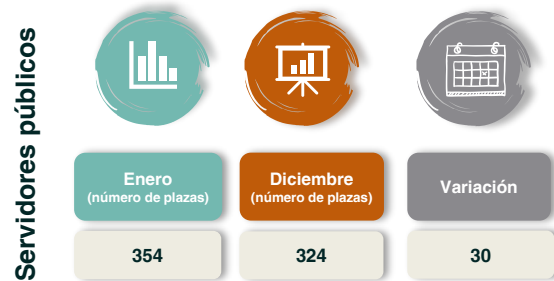 Servidores públicos
Enero
(número de plazas)
Diciembre
(número de plazas)
Variación
354
324
30